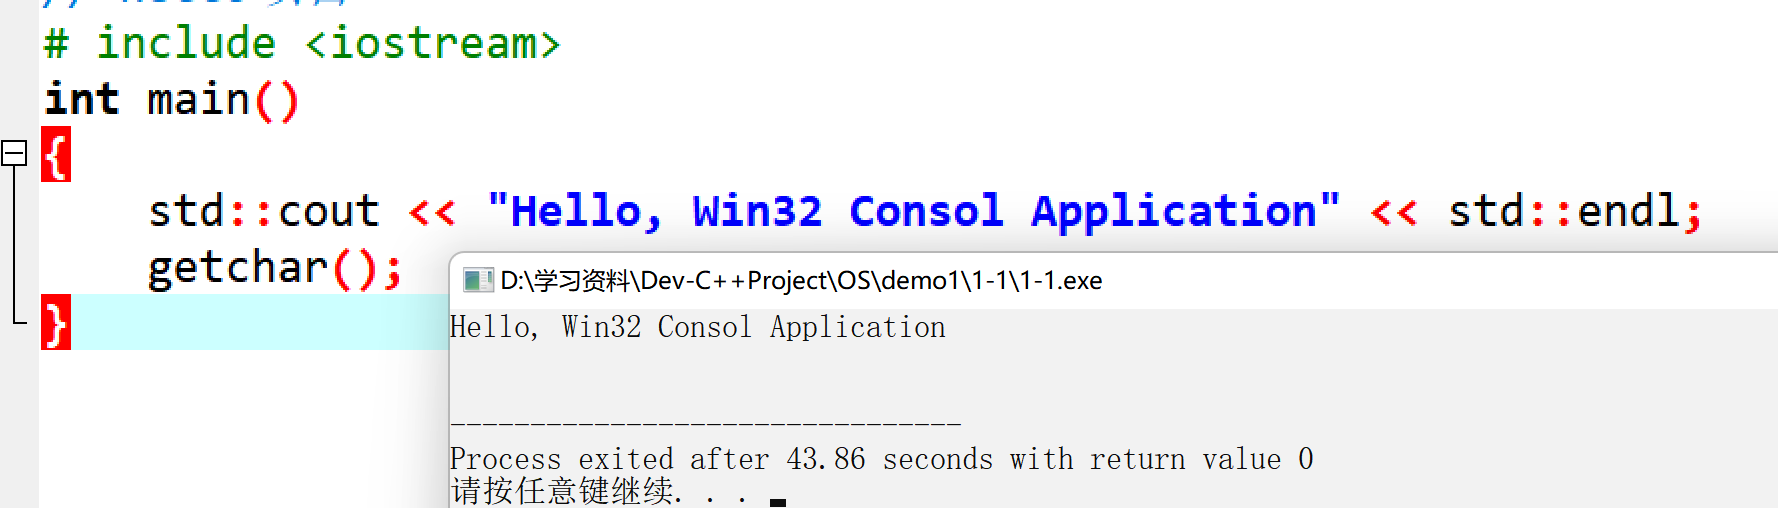 # include <iostream>
int main()
{
std::cout << "Hello, Win32 Consol Application" << std::endl;
getchar();
}
D:\学习资料\Dev-C++Project\OS\demo1\1-1\1-1.exe
Hello, Win32 Consol Application
--------------------------------
Process exited after 43.86 seconds with return value 0
请按任意键继续. . .